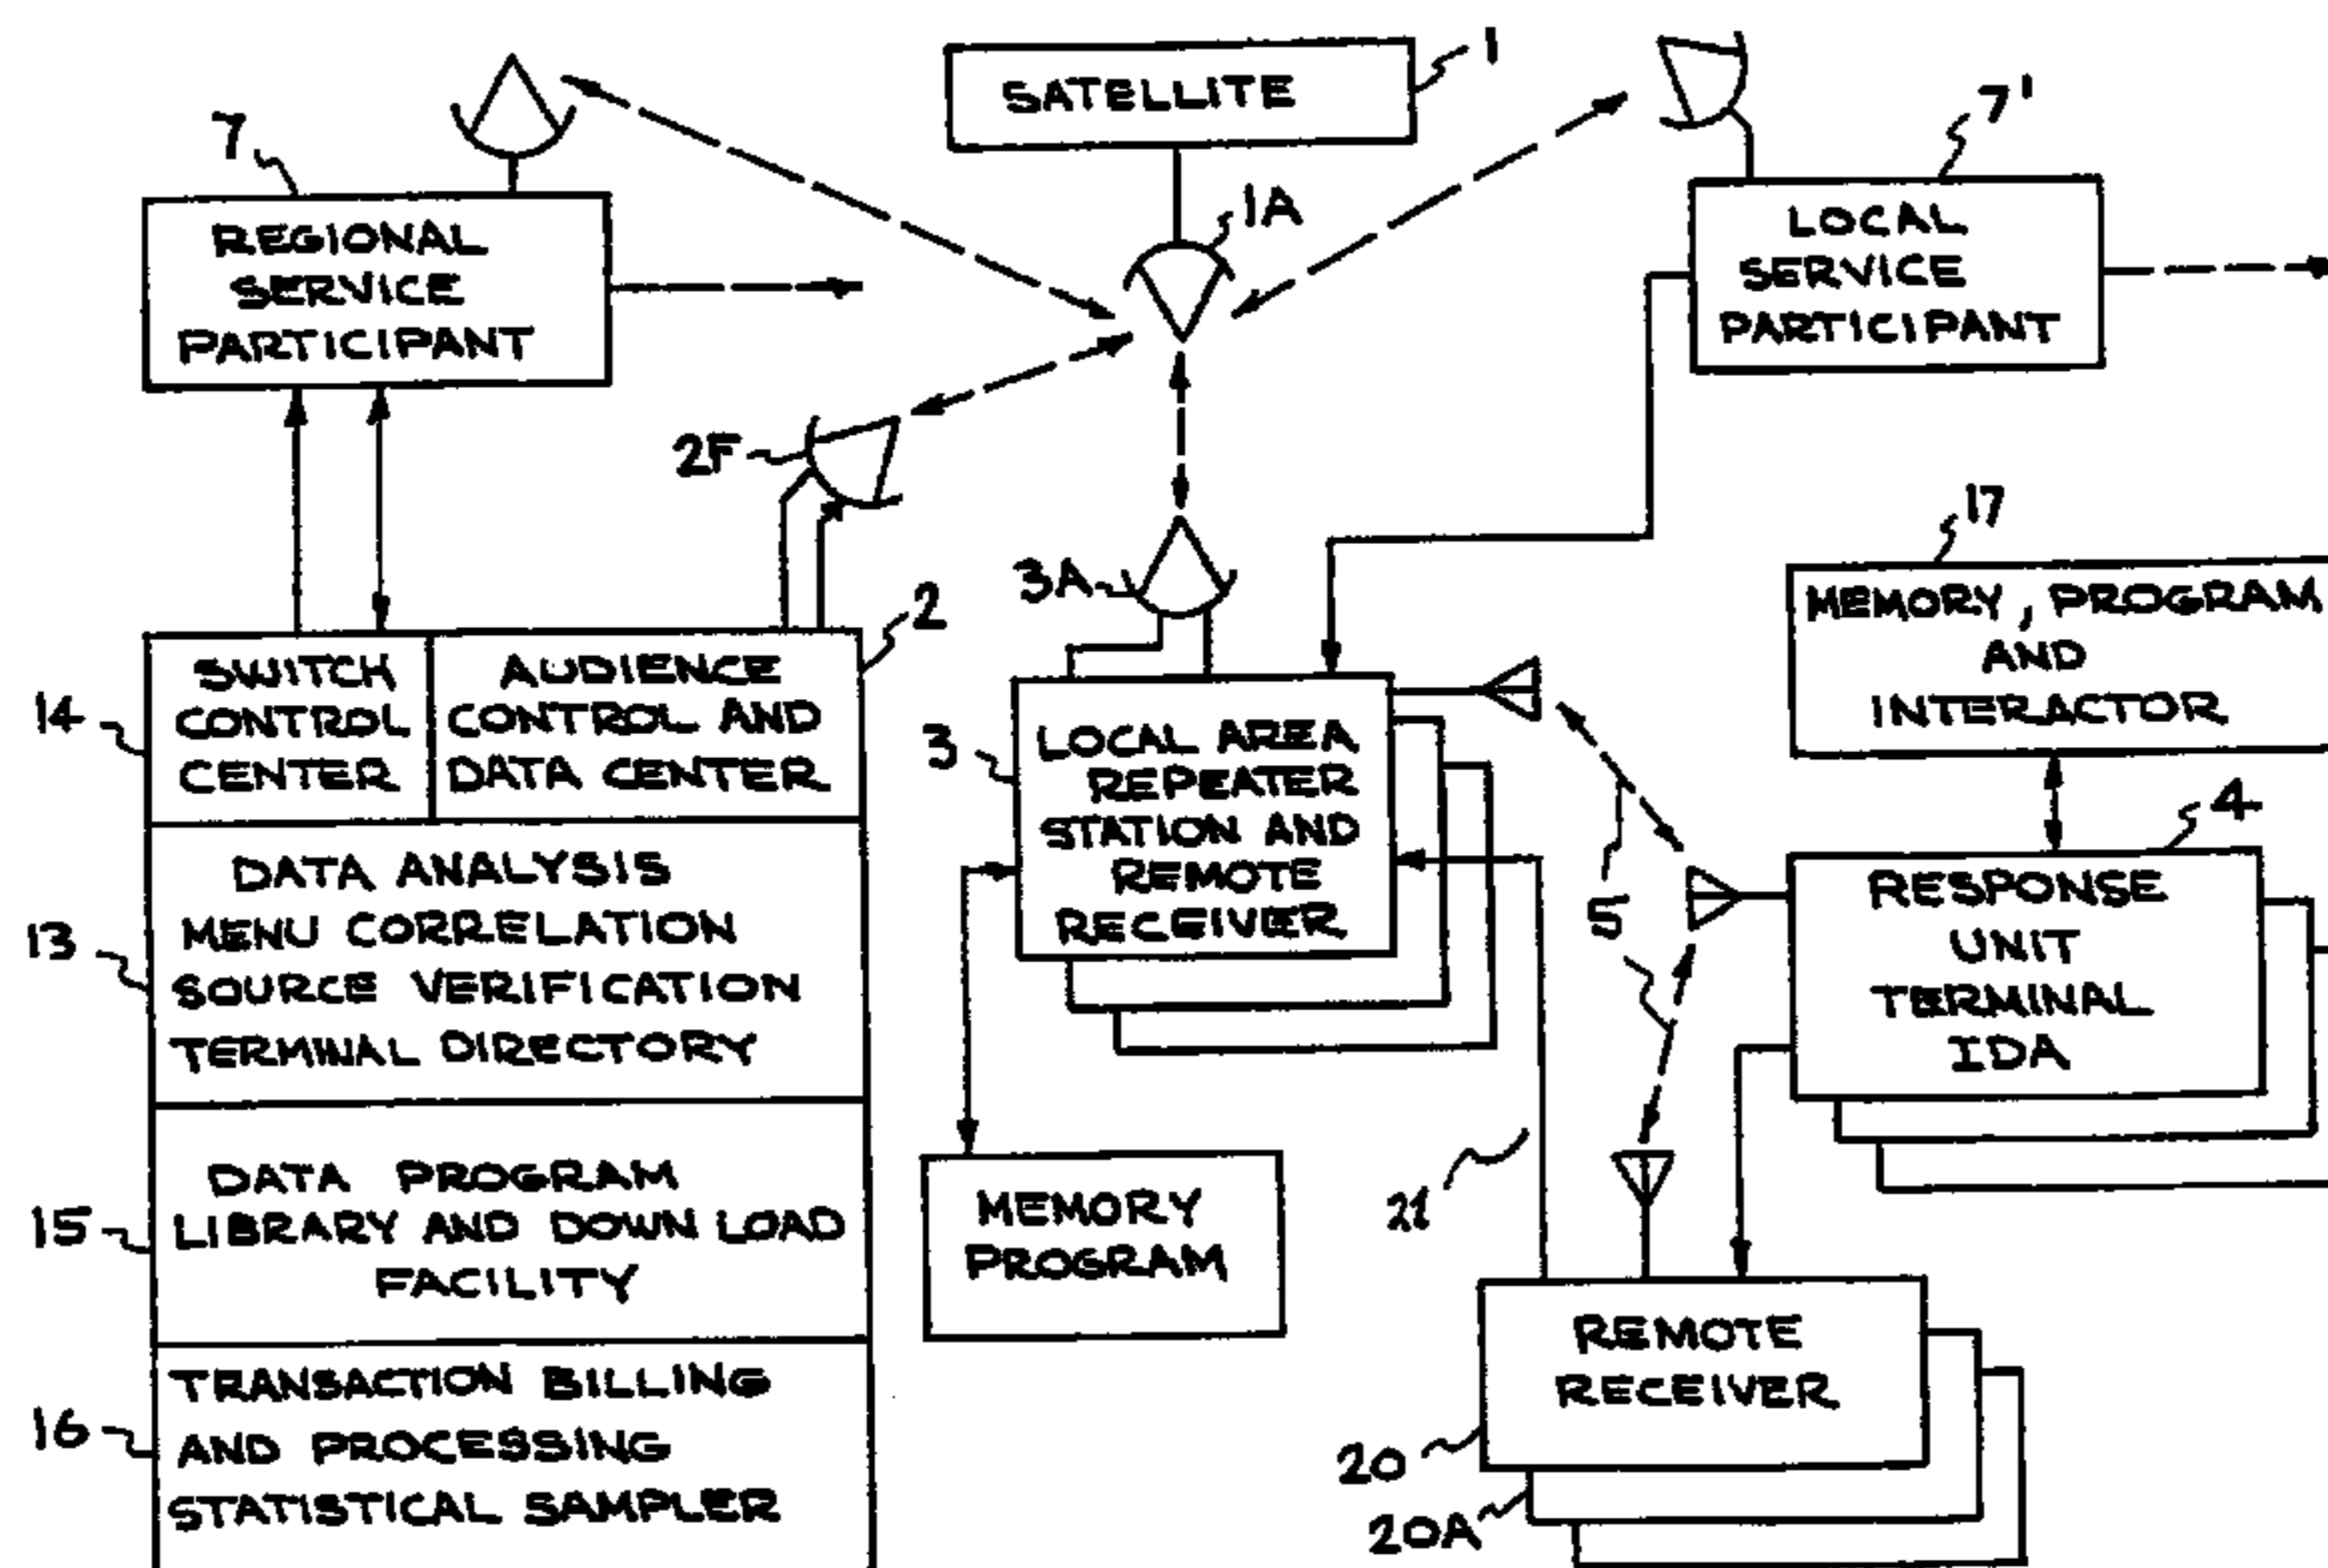 SATELLITE
1
7
7'
1A
REGIONAL
SERVICE
PARTICIPANT
LOCAL
SERVICE
PARTICIPANT
2F
3A
17
MEMORY, PROGRAM
AND
INTERACTOR
2
14
SWITCH
CONTROL
CENTER
AUDIENCE
CONTROL AND
DATA CENTER
3
LOCAL AREA
REPEATER
STATION AND
REMOTE
RECEIVER
4
5
RESPONSE
UNIT
TERMINAL
IDA
13
DATA ANALYSIS
MENU CORRELATION
SOURCE VERIFICATION
TERMINAL DIRECTORY
15
DATA PROGRAM
LIBRARY AND DOWN LOAD
FACILITY
MEMORY
PROGRAM
21
16
TRANSACTION BILLING
AND PROCESSING
STATISTICAL SAMPLER
REMOTE
RECEIVER
20
20A